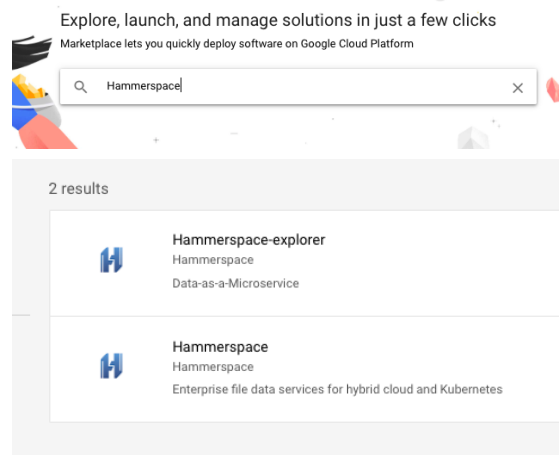 Explore, launch, and manage solutions in just a few clicks
Marketplace lets you quickly deploy software on Google Cloud Platform
Hammerspace
2 results
Hammerspace-explorer
Hammerspace
Data-as-a-Microservice
Hammerspace
Hammerspace
Enterprise file data services for hybrid cloud and Kubernetes